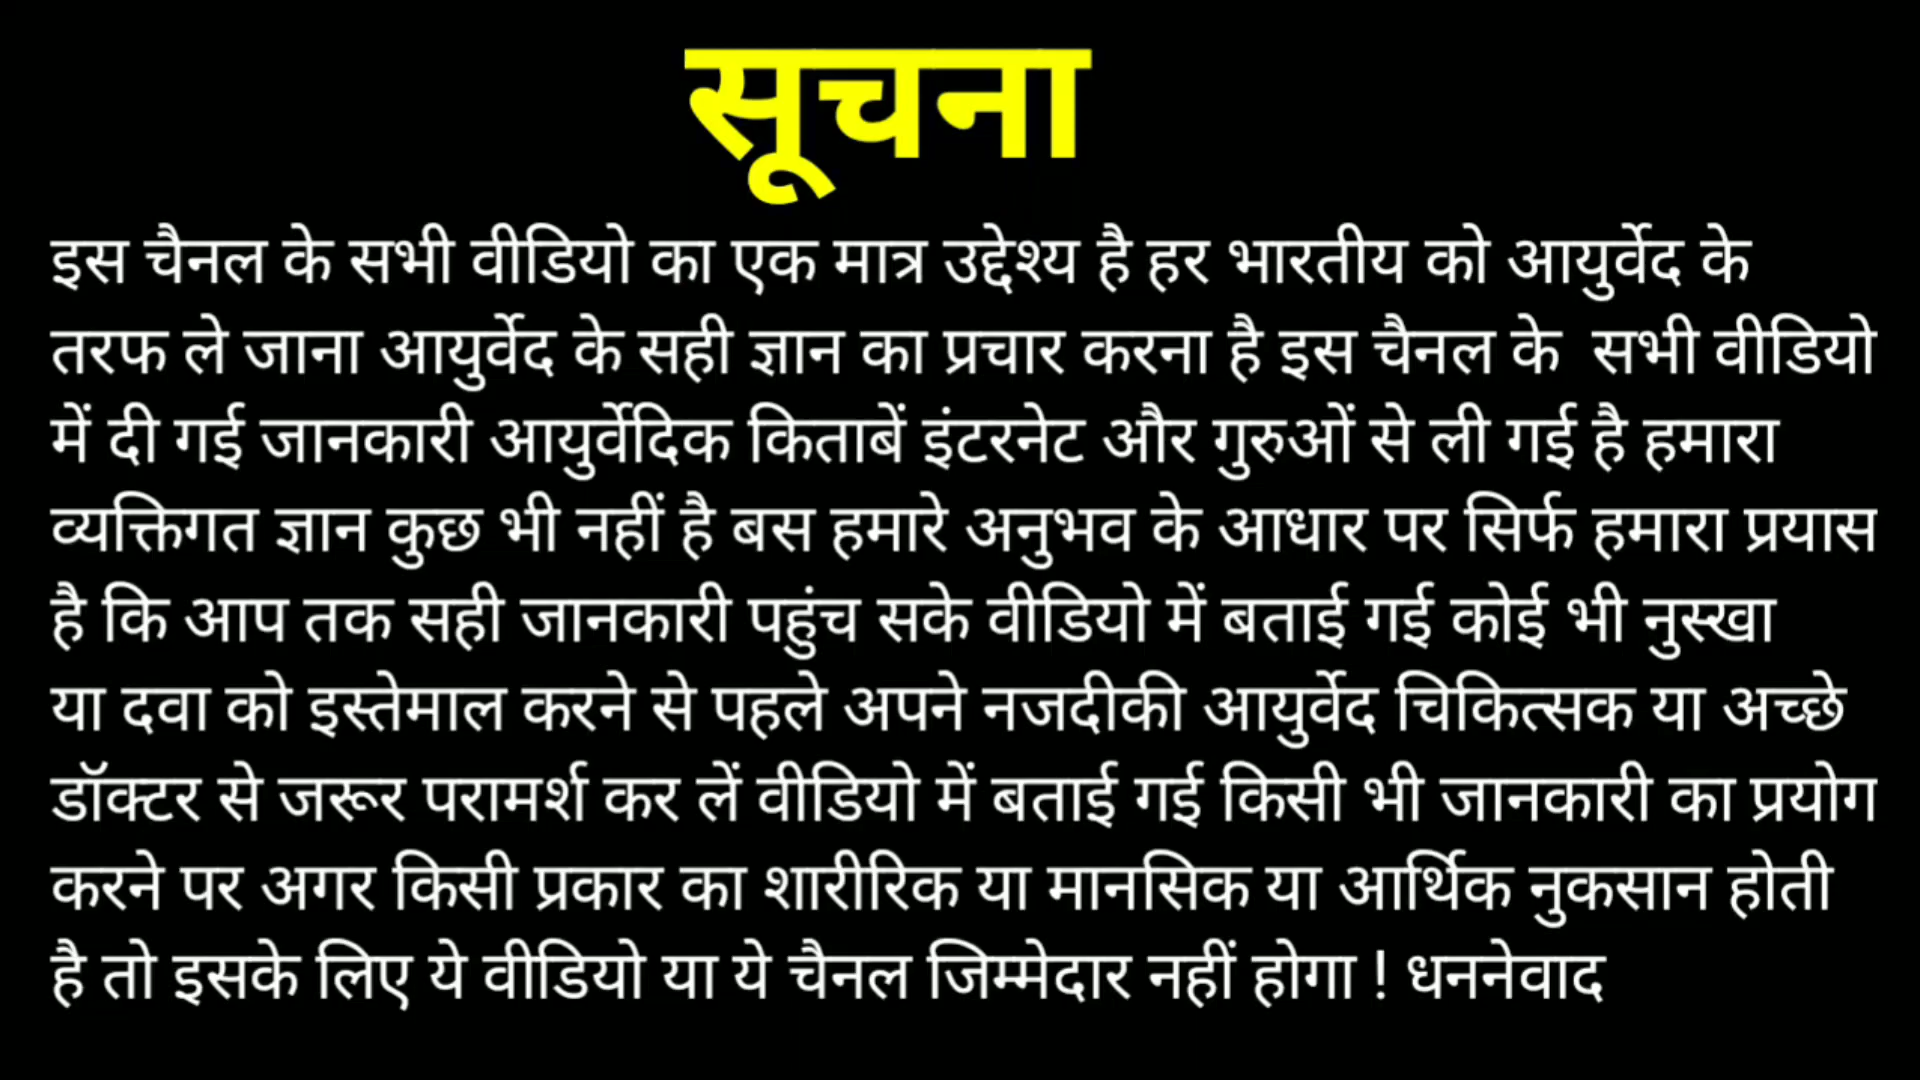 सूचना
इस चैनल के सभी वीडियो का एक मात्र उद्देश्य है हर भारतीय को आयुर्वेद के
तरफ ले जाना आयुर्वेद के सही ज्ञान का प्रचार करना है इस चैनल के सभी वीडियो
में दी गई जानकारी आयुर्वेदिक किताबें इंटरनेट और गुरुओं से ली गई है हमारा
व्यक्तिगत ज्ञान कुछ भी नहीं है बस हमारे अनुभव के आधार पर सिर्फ हमारा प्रयास
है कि आप तक सही जानकारी पहुंच सके वीडियो में बताई गई कोई भी नुस्खा
या दवा को इस्तेमाल करने से पहले अपने नजदीकी आयुर्वेद चिकित्सक या अच्छे
डॉक्टर से जरूर परामर्श कर लें वीडियो में बताई गई किसी भी जानकारी का प्रयोग
करने पर अगर किसी प्रकार का शारीरिक या मानसिक या आर्थिक नुकसान होती
है तो इसके लिए ये वीडियो या ये चैनल जिम्मेदार नहीं होगा ! धननेवाद